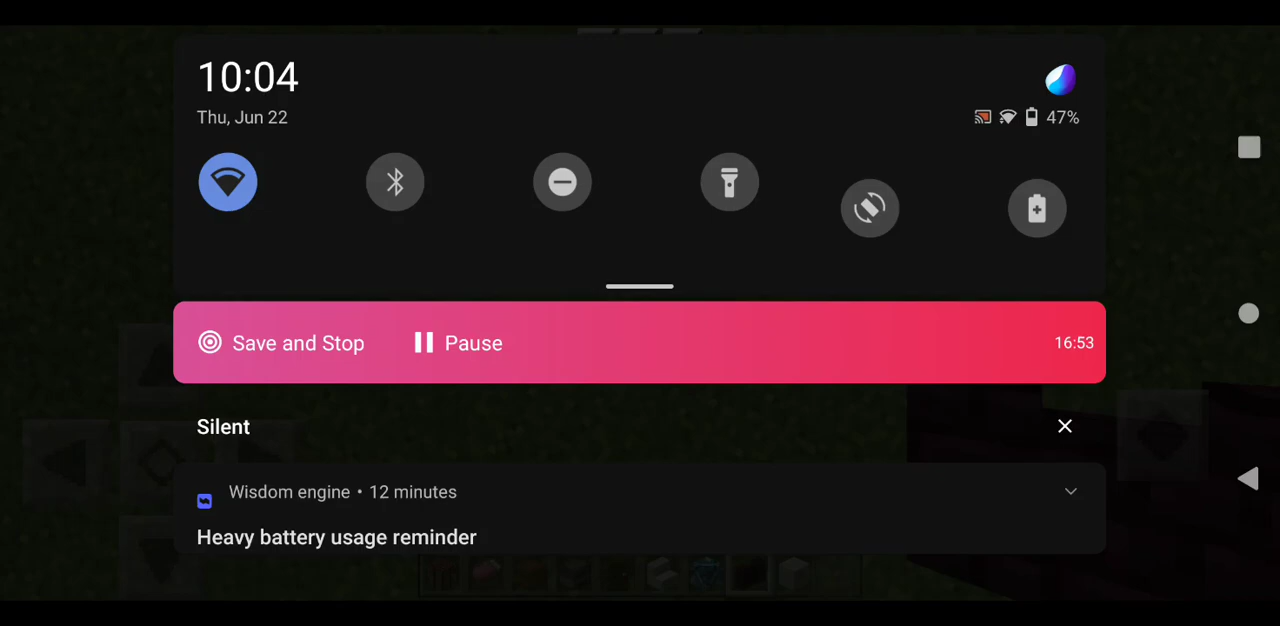 10:04
Thu, Jun 22
47%
Save and Stop
Pause
16:53
Silent
Wisdom engine • 12 minutes
Heavy battery usage reminder